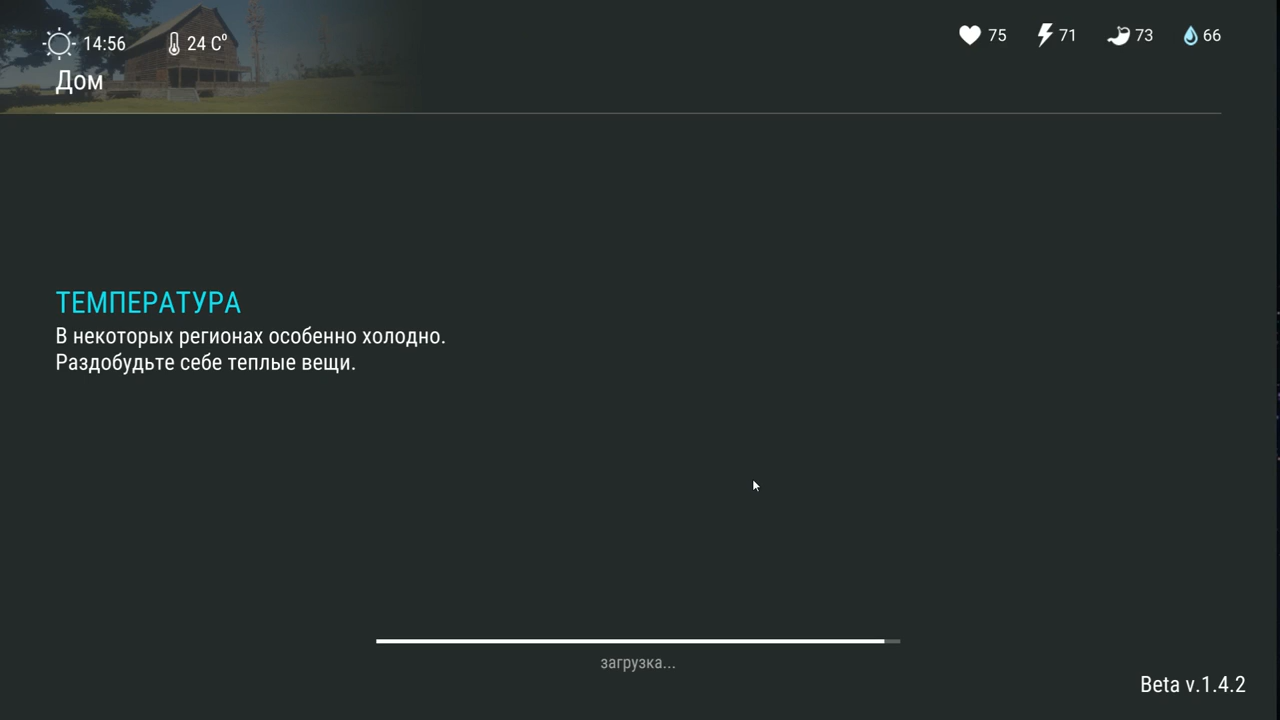 14:56 24 C⁰ 75 71 73 66
Дом
ТЕМПЕРАТУРА
В некоторых регионах особенно холодно.
Раздобудьте себе теплые вещи.
загрузка...
Beta v.1.4.2